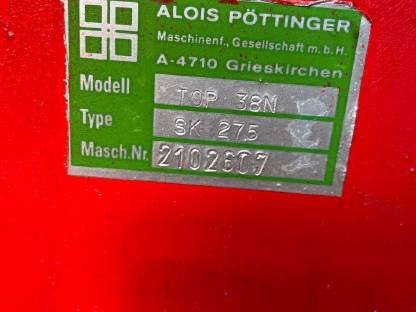 ALOIS PÖTTINGER
Maschinenf., Gesellschaft m.b.H.
A-4710 Grieskirchen
Modell TOP 38N
Type SK 275
Masch.Nr. 2102607